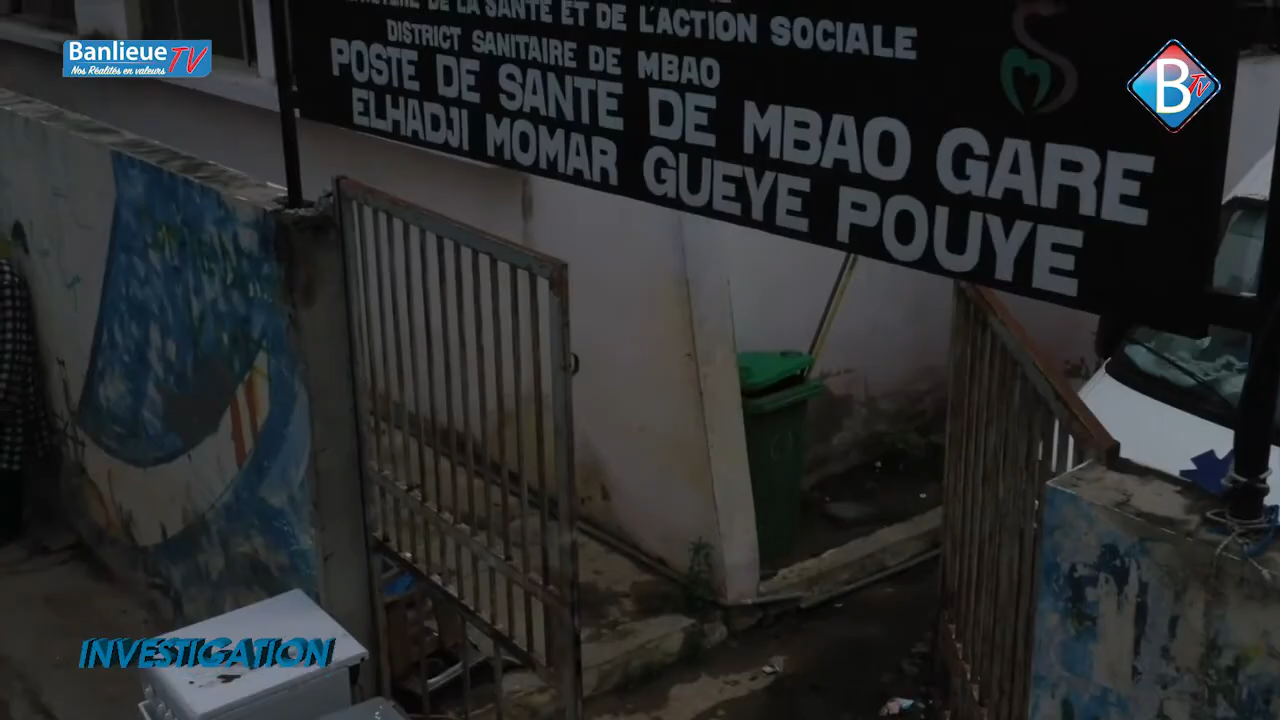 DE LA SANTE ET DE L'ACTION SOCIALE
DISTRICT SANITAIRE DE MBAO
POSTE DE SANTE DE MBAO GARE
ELHADJI MOMAR GUEYE POUYE
Banlieue TV
Nos Réalités en valeurs
B TV
INVESTIGATION